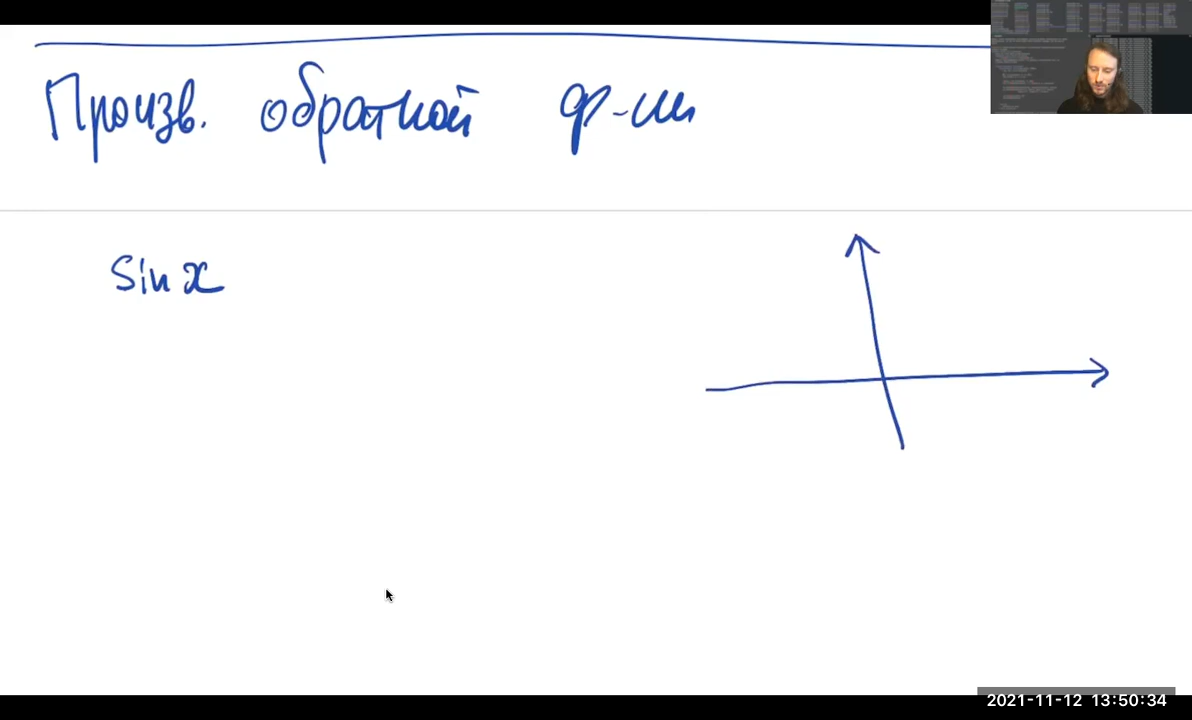 Произв. обратной ф-ии
sin x
2021-11-12 13:50:34